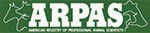 ARPAS
AMERICAN REGISTRY OF PROFESSIONAL ANIMAL SCIENTISTS